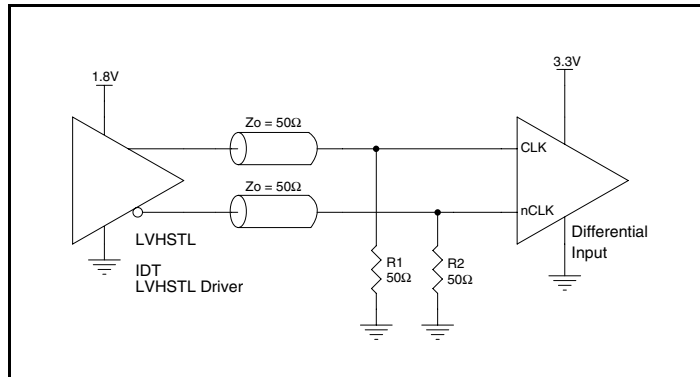 1.8V
3.3V
Zo = 50Ω
CLK
Zo = 50Ω
nCLK
LVHSTL
IDT
LVHSTL Driver
R1
50Ω
R2
50Ω
Differential
Input